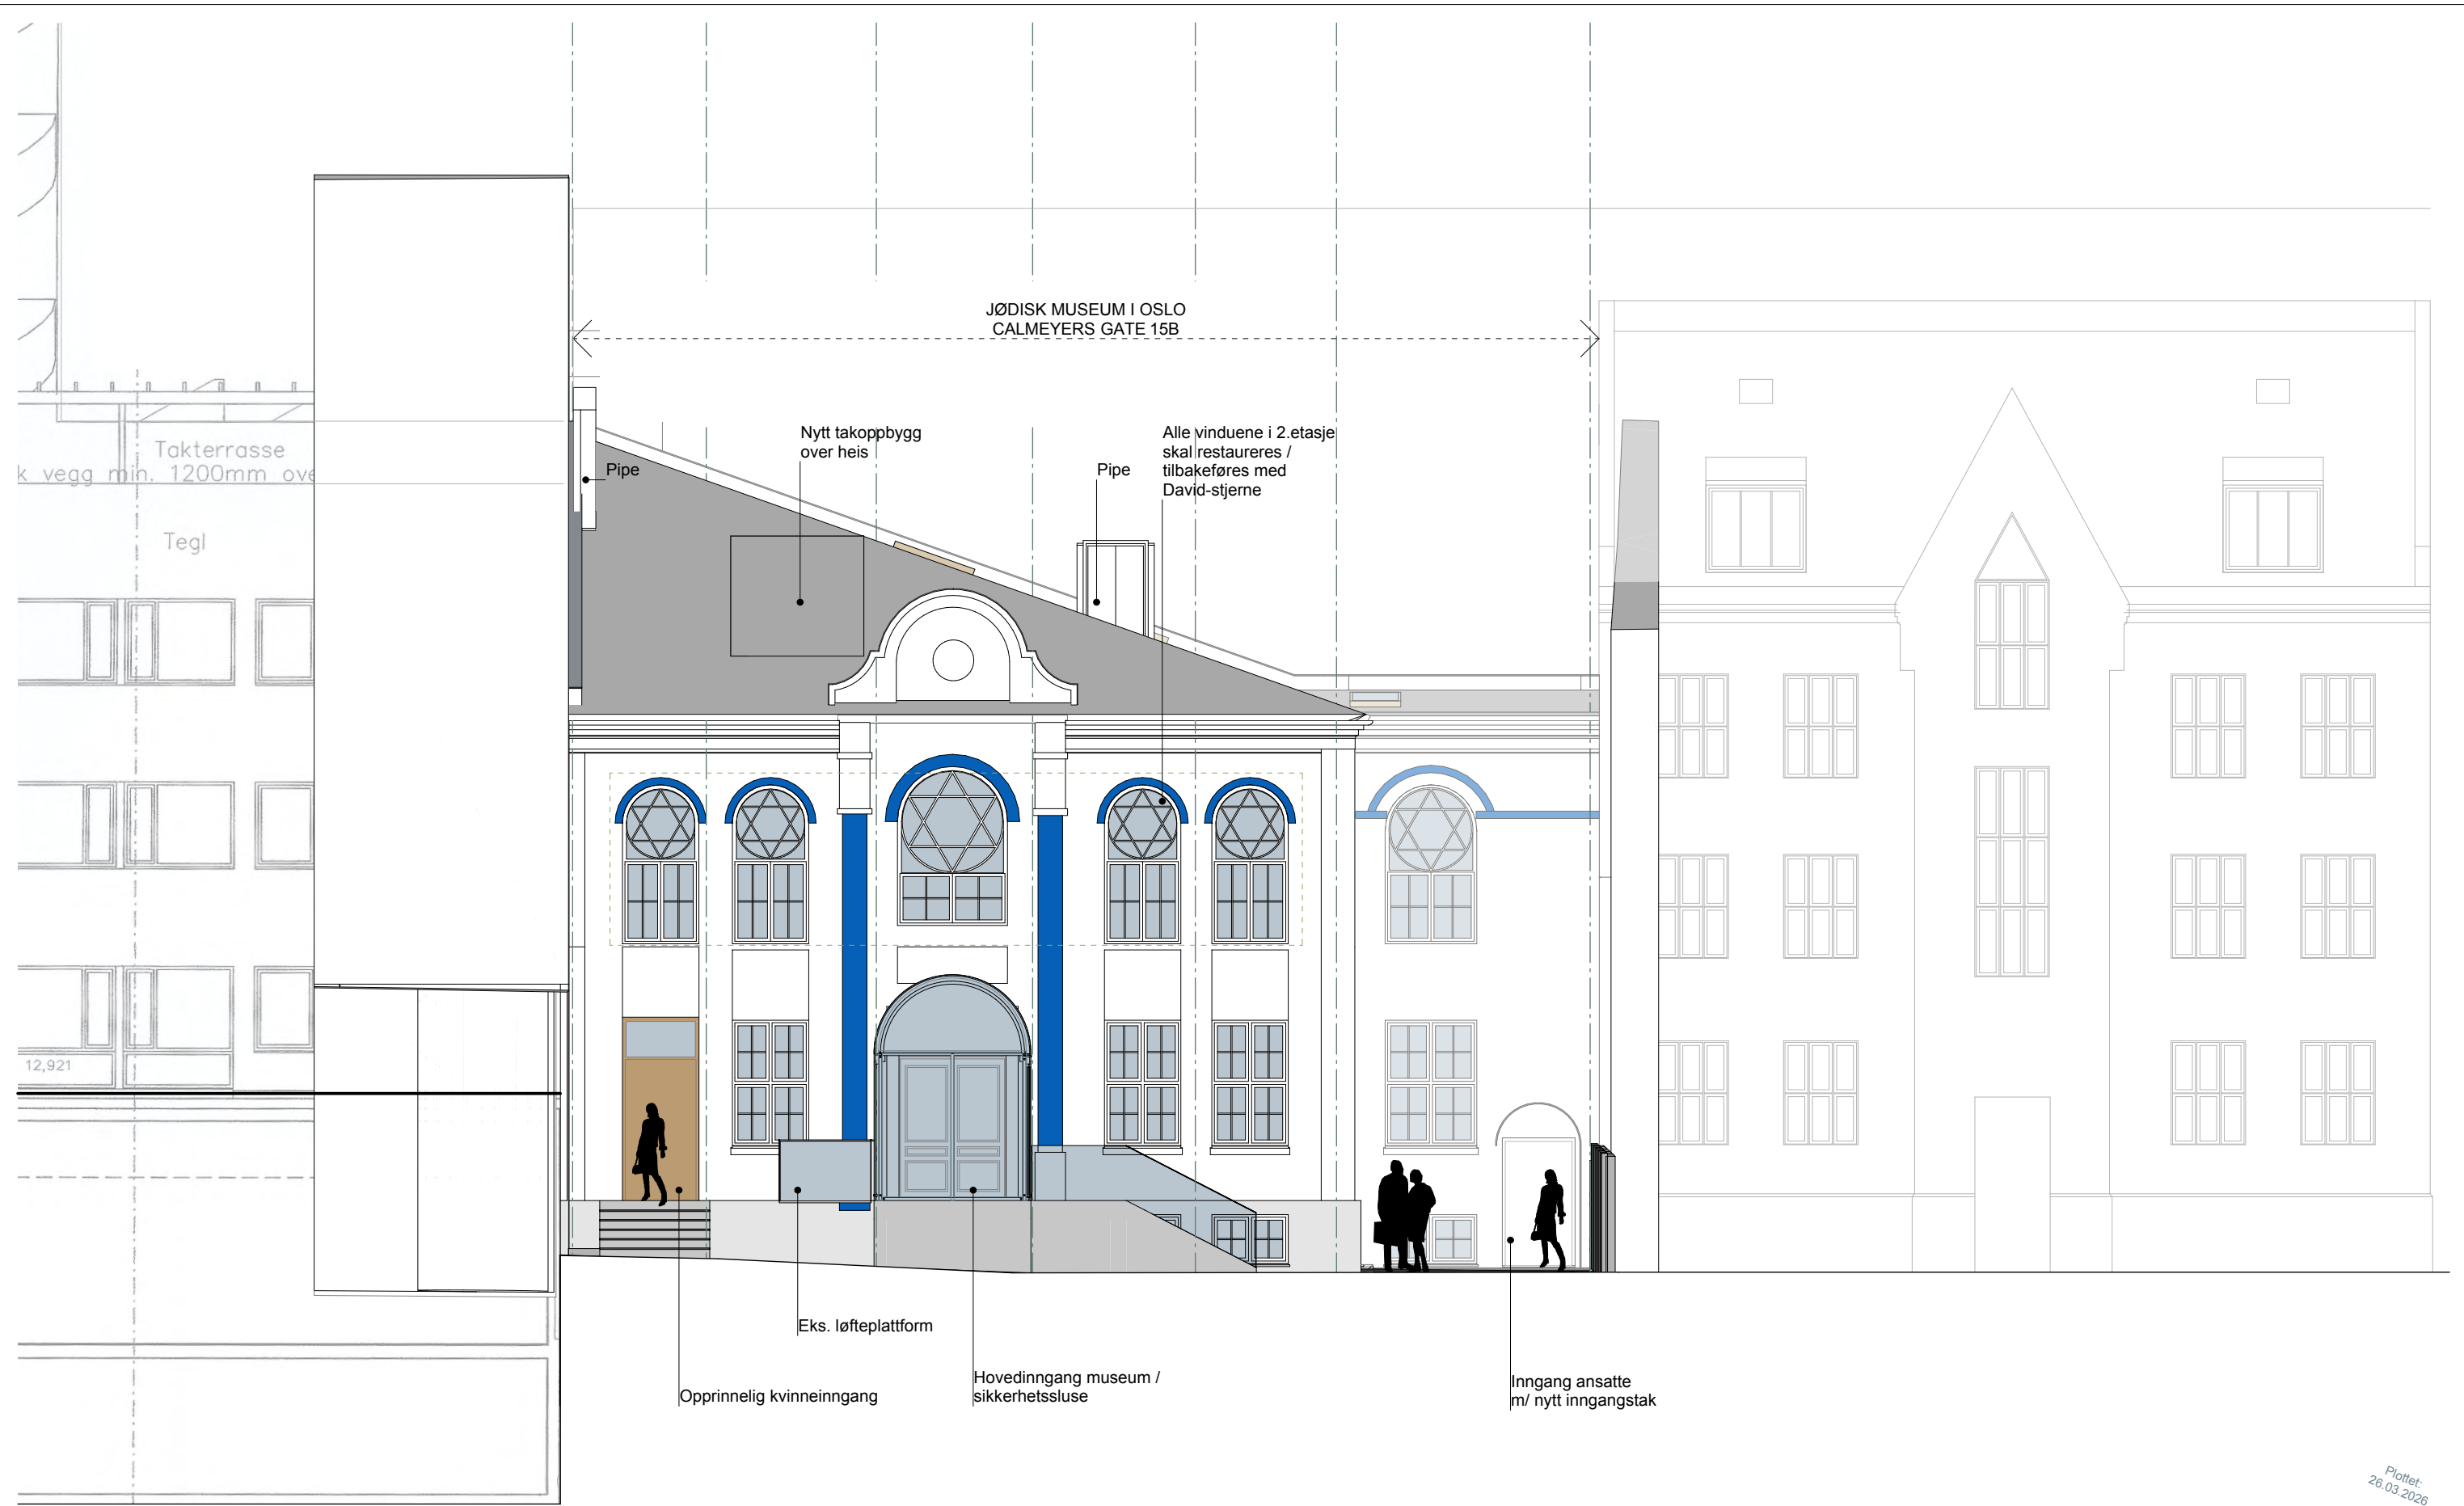 JØDISK MUSEUM I OSLO
CALMEYERS GATE 15B
Nytt takoppbygg
over heis
Alle vinduene i 2.etasje
skal restaureres /
tilbakeføres med
David-stjerne
Pipe
Pipe
Takterrasse
k vegg min. 1200mm ove
Tegl
12,921
Eks. løfteplattform
Opprinnelig kvinneinngang
Hovedinngang museum /
sikkerhetssluse
Inngang ansatte
m/ nytt inngangstak
Plottet:
26.03.2026